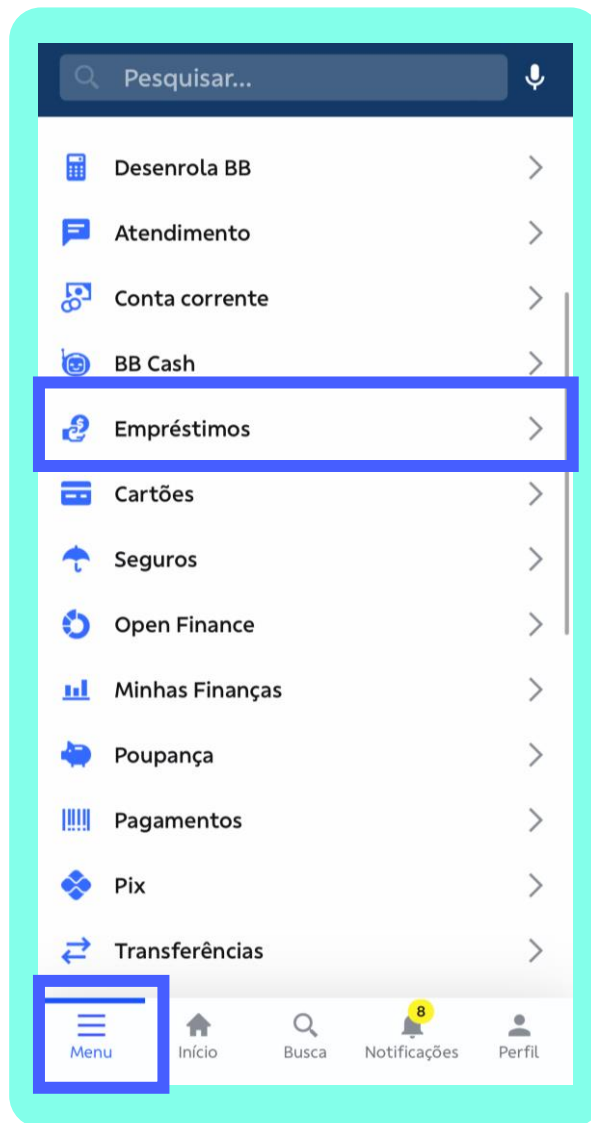 Pesquisar...
Desenrola BB
Atendimento
Conta corrente
BB Cash
Empréstimos
Cartões
Seguros
Open Finance
Minhas Finanças
Poupança
Pagamentos
Pix
Transferências
8
Menu Início Busca Notificações Perfil